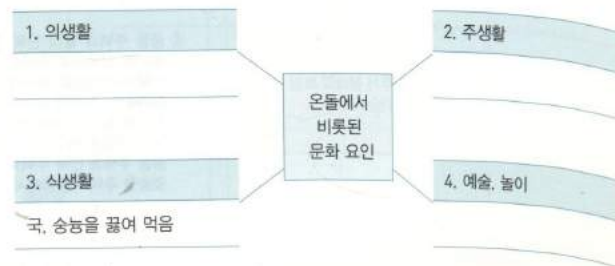 1. 의생활
2. 주생활
온돌에서
비롯된
문화 요인
3. 식생활
국, 숭늉을 끓여 먹음
4. 예술, 놀이